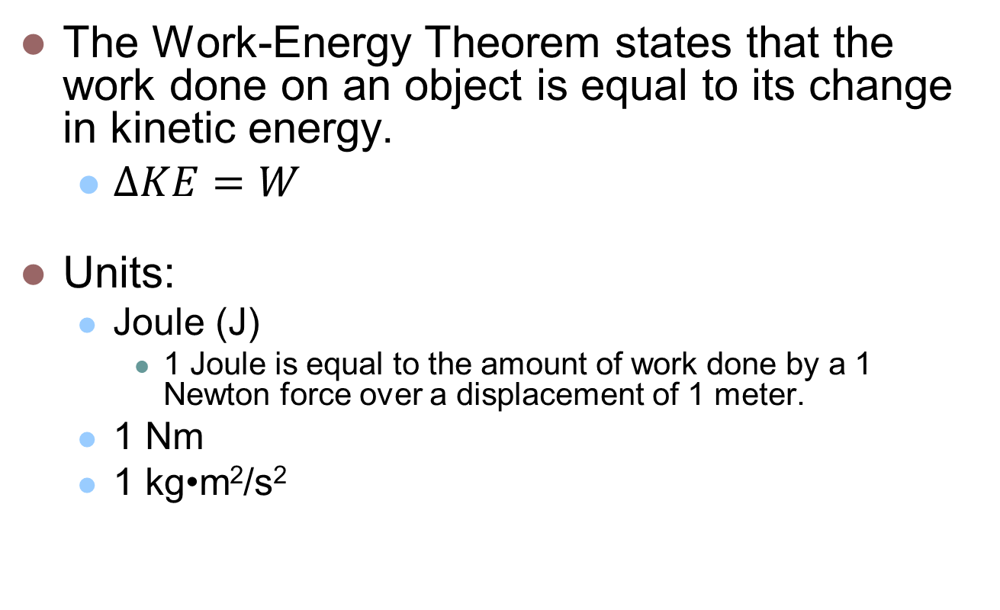 The Work-Energy Theorem states that the
work done on an object is equal to its change
in kinetic energy.
Δ𝐾𝐸 = 𝑊
Units:
Joule (J)
1 Joule is equal to the amount of work done by a 1
Newton force over a displacement of 1 meter.
1 Nm
1 kg•m²/s²